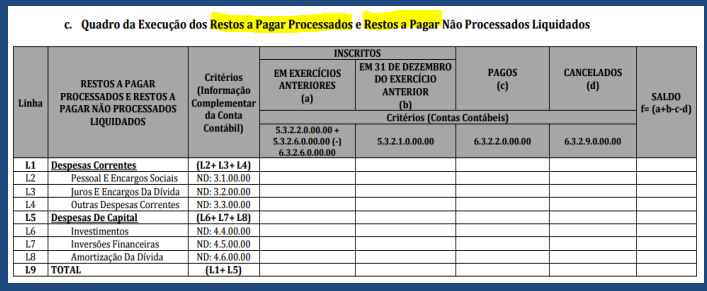 c. Quadro da Execução dos Restos a Pagar Processados e Restos a Pagar Não Processados Liquidados
Linha
RESTOS A PAGAR
PROCESSADOS E RESTOS A
PAGAR NÃO PROCESSADOS
LIQUIDADOS
Critérios
(Informação
Complementar
da Conta
Contábil)
INSCRITOS
EM EXERCÍCIOS
ANTERIORES
(a)
EM 31 DE DEZEMBRO
DO EXERCÍCIO
ANTERIOR
(b)
PAGOS
(c)
CANCELADOS
(d)
SALDO
f= (a+b-c-d)
Critérios (Contas Contábeis)
5.3.2.2.0.00.00 +
5.3.2.6.0.00.00 (-)
6.3.2.6.0.00.00
5.3.2.1.0.00.00
6.3.2.2.0.00.00
6.3.2.9.0.00.00
L1 Despesas Correntes (L2+ L3+ L4)
L2 Pessoal E Encargos Sociais ND: 3.1.00.00
L3 Juros E Encargos Da Dívida ND: 3.2.00.00
L4 Outras Despesas Correntes ND: 3.3.00.00
L5 Despesas De Capital (L6+ L7+ L8)
L6 Investimentos ND: 4.4.00.00
L7 Inversões Financeiras ND: 4.5.00.00
L8 Amortização Da Dívida ND: 4.6.00.00
L9 TOTAL (L1+ L5)